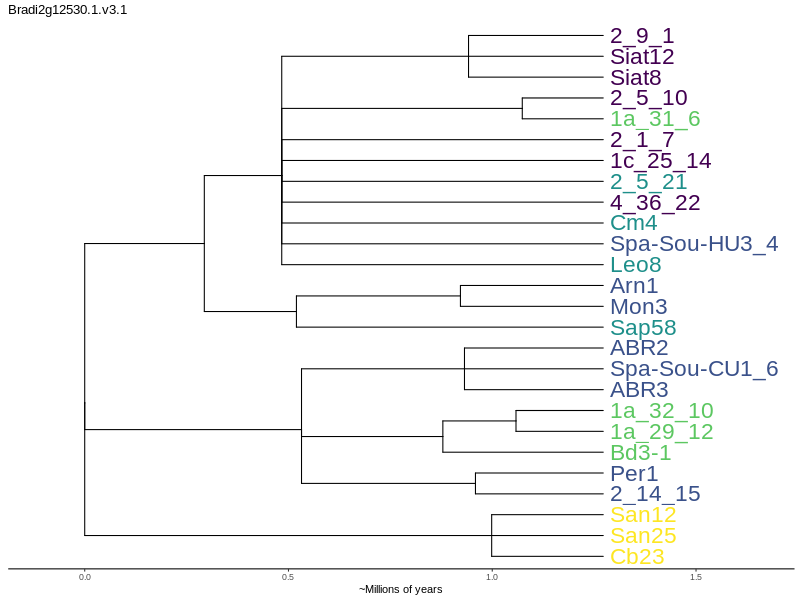 Bradi2g12530.1.v3.1
2_9_1
Siat12
Siat8
2_5_10
1a_31_6
2_1_7
1c_25_14
2_5_21
4_36_22
Cm4
Spa-Sou-HU3_4
Leo8
Arn1
Mon3
Sap58
ABR2
Spa-Sou-CU1_6
ABR3
1a_32_10
1a_29_12
Bd3-1
Per1
2_14_15
San12
San25
Cb23
0.0 0.5 1.0 1.5
~Millions of years